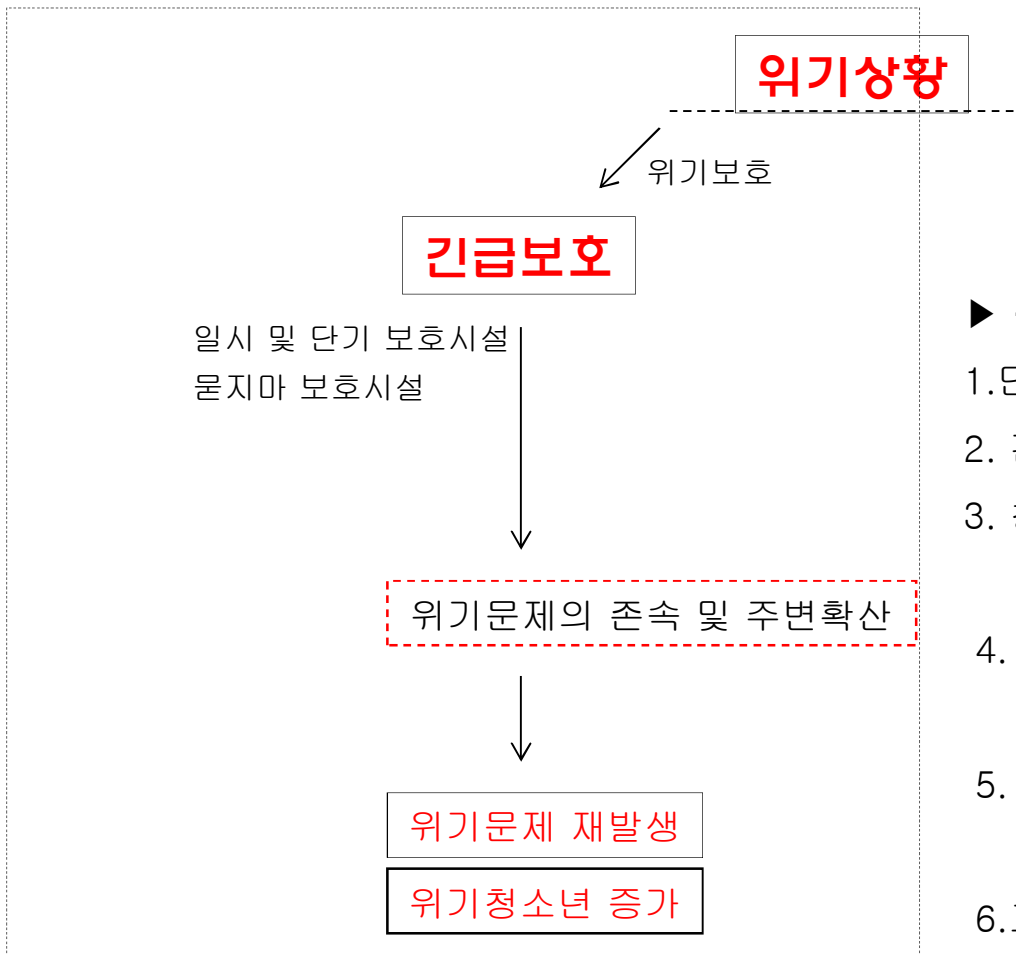 위기상황
위기보호
긴급보호
일시 및 단기 보호시설
묻지마 보호시설
▶
1.
2.
3.
위기문제의 존속 및 주변확산
4.
5.
위기문제 재발생
위기청소년 증가
6.